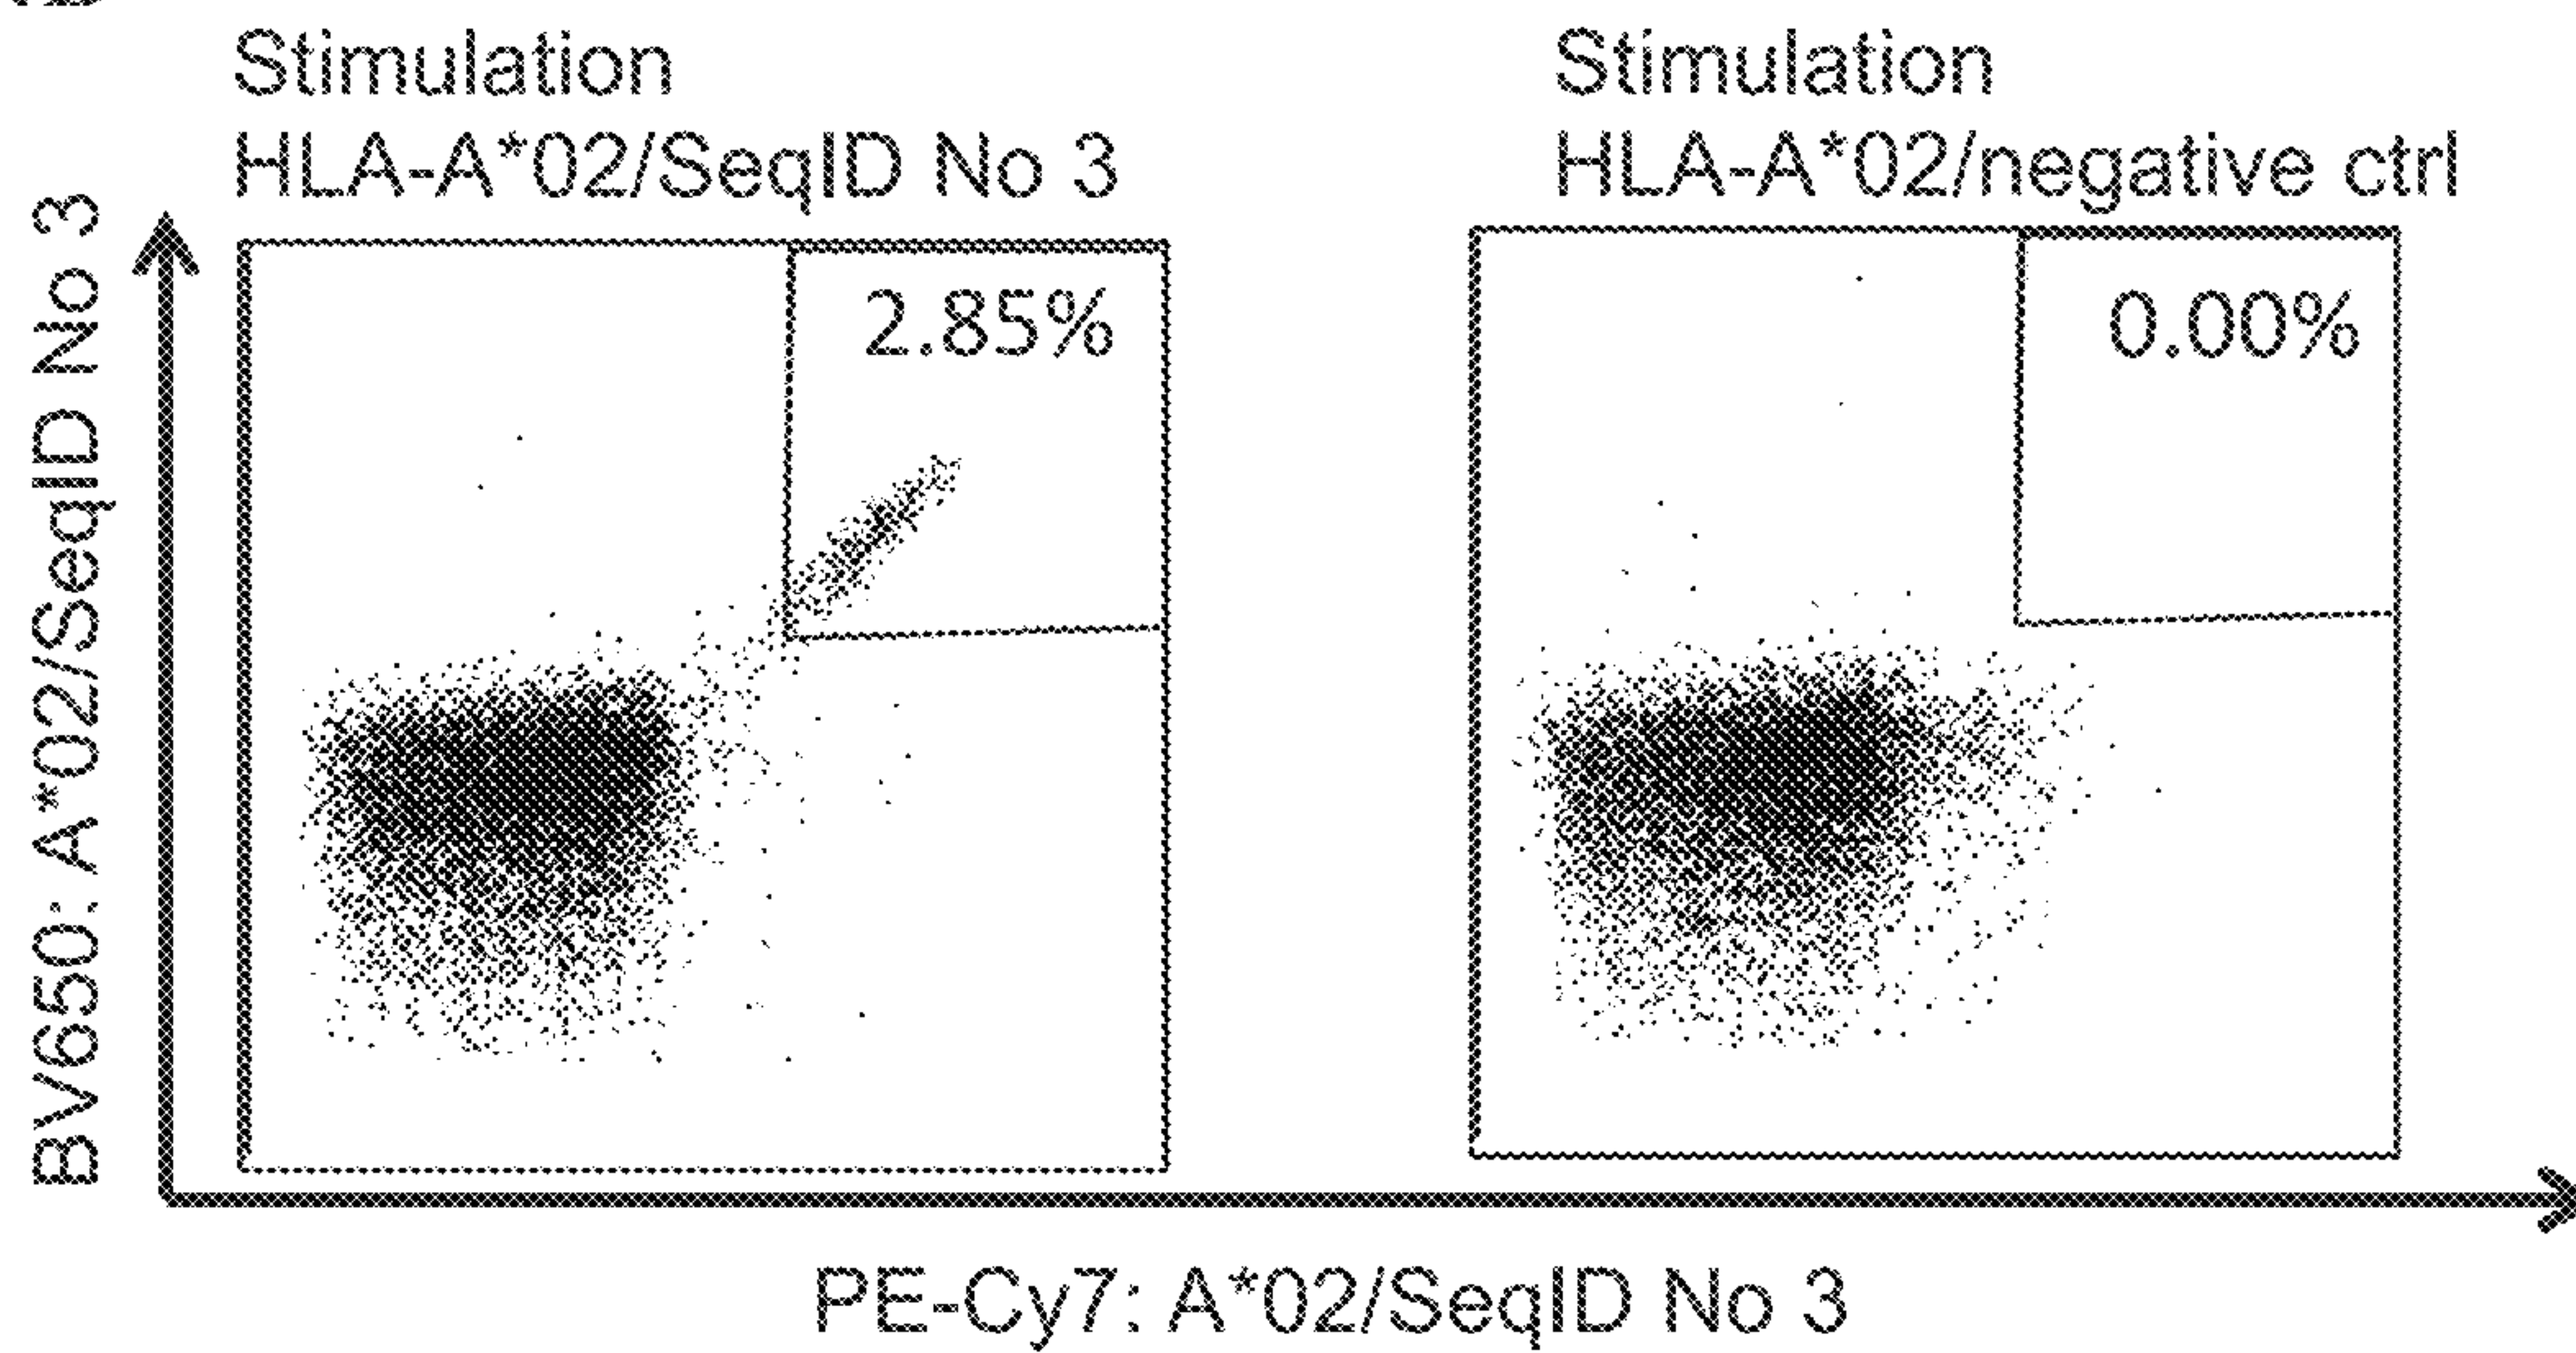 Stimulation
HLA-A*02/SeqID No 3
Stimulation
HLA-A*02/negative ctrl
BV650: A*02/SeqID No 3
2.85%
0.00%
PE-Cy7: A*02/SeqID No 3